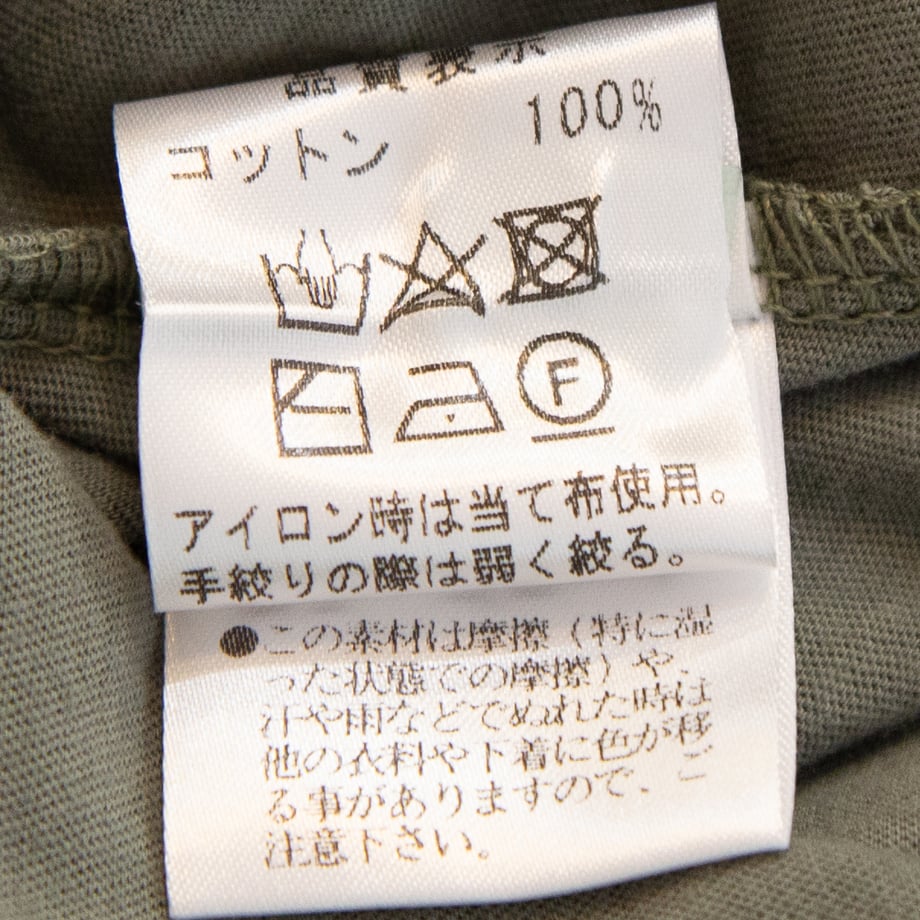 品質表示
コットン 100%
F
アイロン時は当て布使用。
手絞りの際は弱く絞る。
●この素材は摩擦（特に湿
った状態での摩擦）や、
汗や雨などでぬれた時は
他の衣料や下着に色が移
る事がありますので、ご
注意下さい。